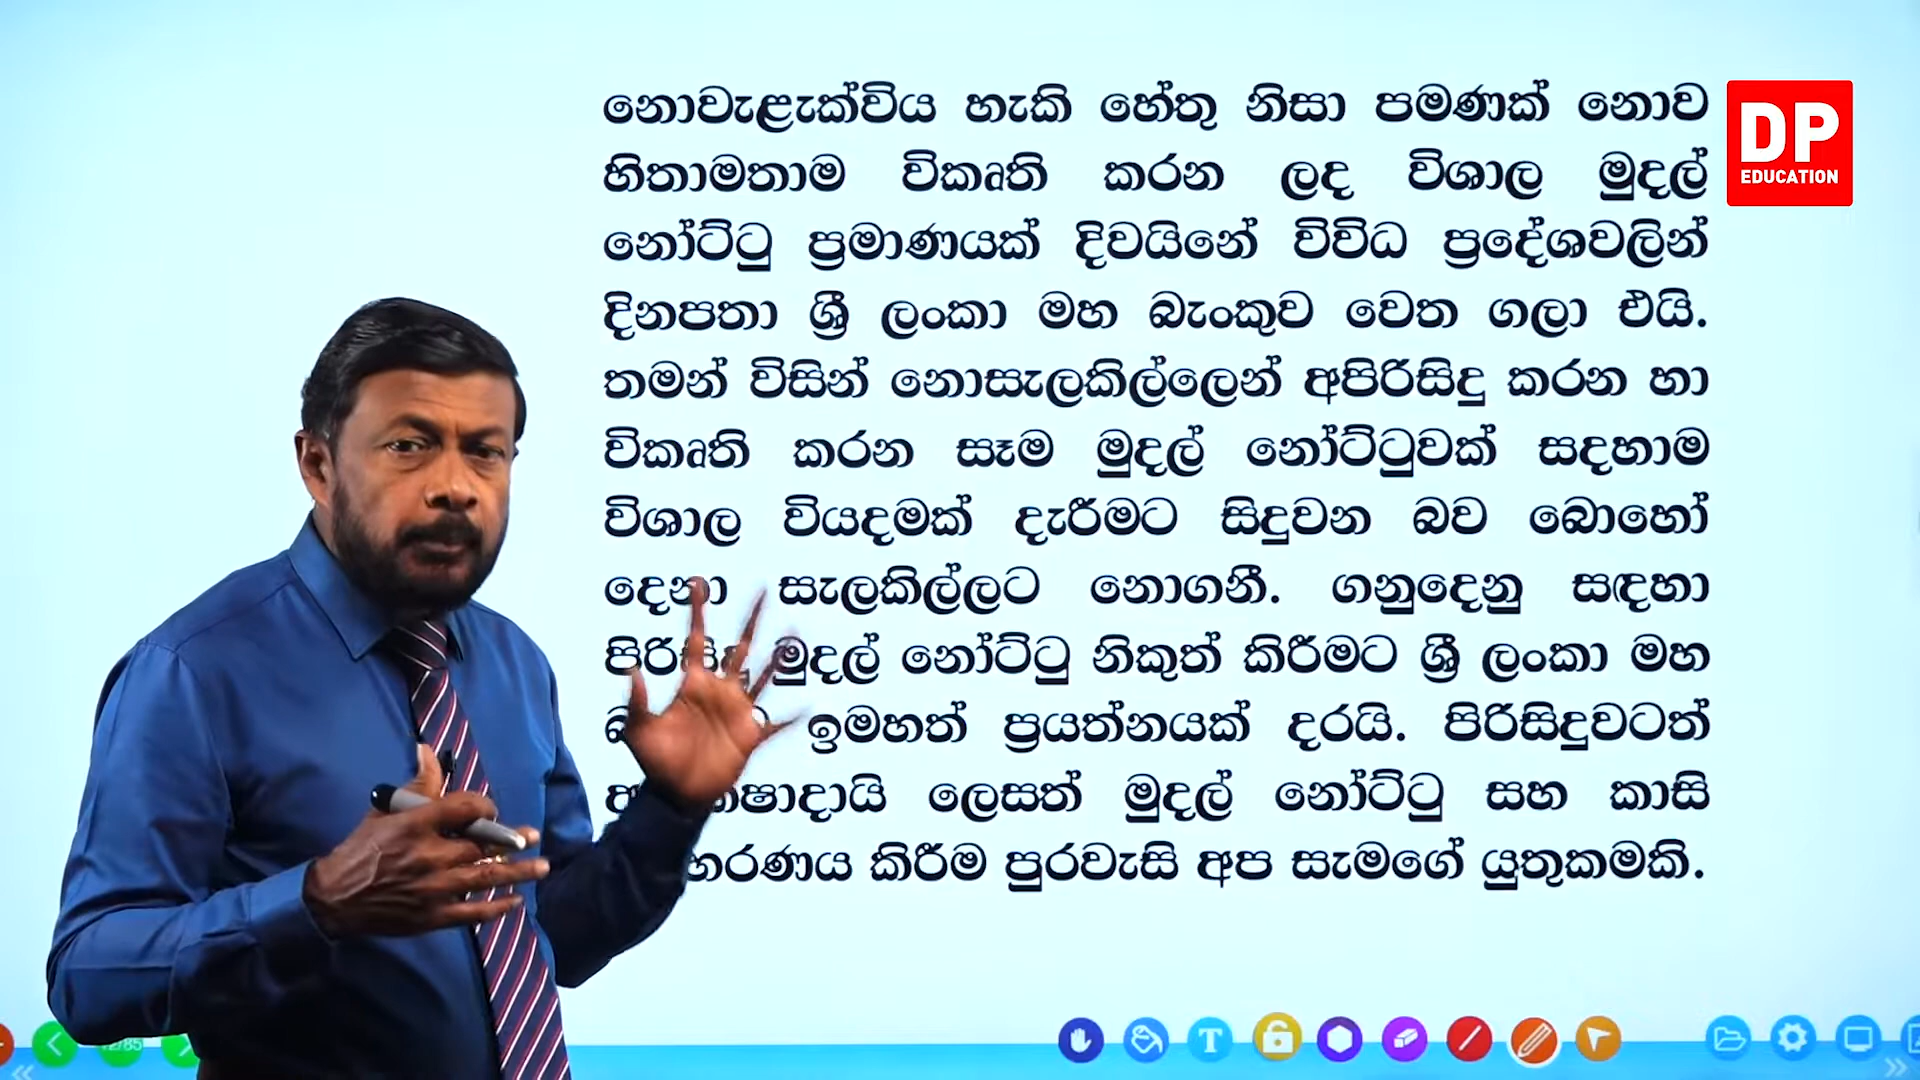 නොවැළැක්විය හැකි හේතු නිසා පමණක් නොව
හිතාමතාම විකෘති කරන ලද විශාල මුදල්
නෝට්ටු ප්‍රමාණයක් දිවයිනේ විවිධ ප්‍රදේශවලින්
දිනපතා ශ්‍රී ලංකා මහ බැංකුව වෙත ගලා එයි.
තමන් විසින් නොසැලකිල්ලෙන් අපිරිසිදු කරන හා
විකෘති කරන සෑම මුදල් නෝට්ටුවක් සදහාම
විශාල වියදමක් දැරීමට සිදුවන බව බොහෝ
දෙනා සැලකිල්ලට නොගනී. ගනුදෙනු සඳහා
පිරිසිදු මුදල් නෝට්ටු නිකුත් කිරීමට ශ්‍රී ලංකා මහ
ඉමහත් ප්‍රයත්නයක් දරයි. පිරිසිදුවටත්
ලෙසත් මුදල් නෝට්ටු සහ කාසි
කිරීම පුරවැසි අප සැමගේ යුතුකමකි.
DP
EDUCATION